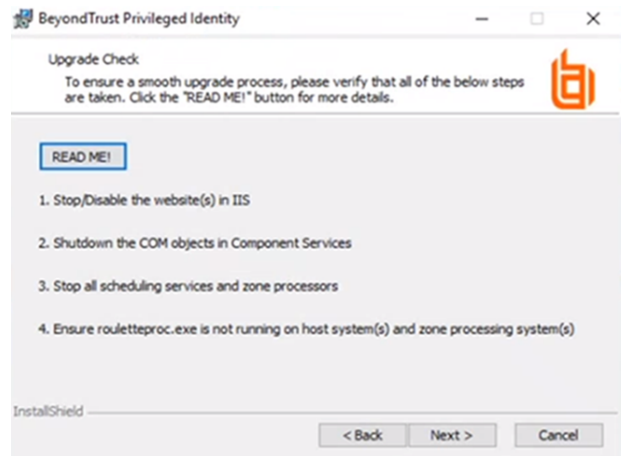 BeyondTrust Privileged Identity
Upgrade Check
To ensure a smooth upgrade process, please verify that all of the below steps
are taken. Click the "READ ME!" button for more details.
READ ME!
1. Stop/Disable the website(s) in IIS
2. Shutdown the COM objects in Component Services
3. Stop all scheduling services and zone processors
4. Ensure rouletteproc.exe is not running on host system(s) and zone processing system(s)
InstallShield
< Back Next > Cancel